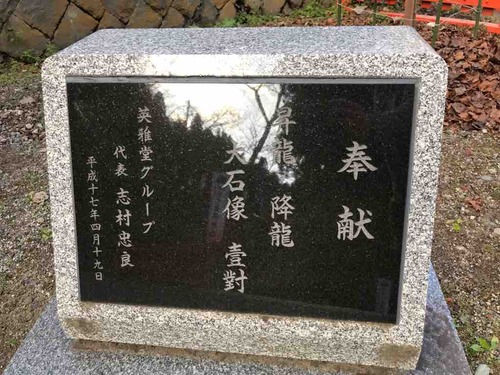 奉献
昇龍 降龍
大石像 壹對
英雅堂グループ
代表 志村忠良
平成十七年四月十九日